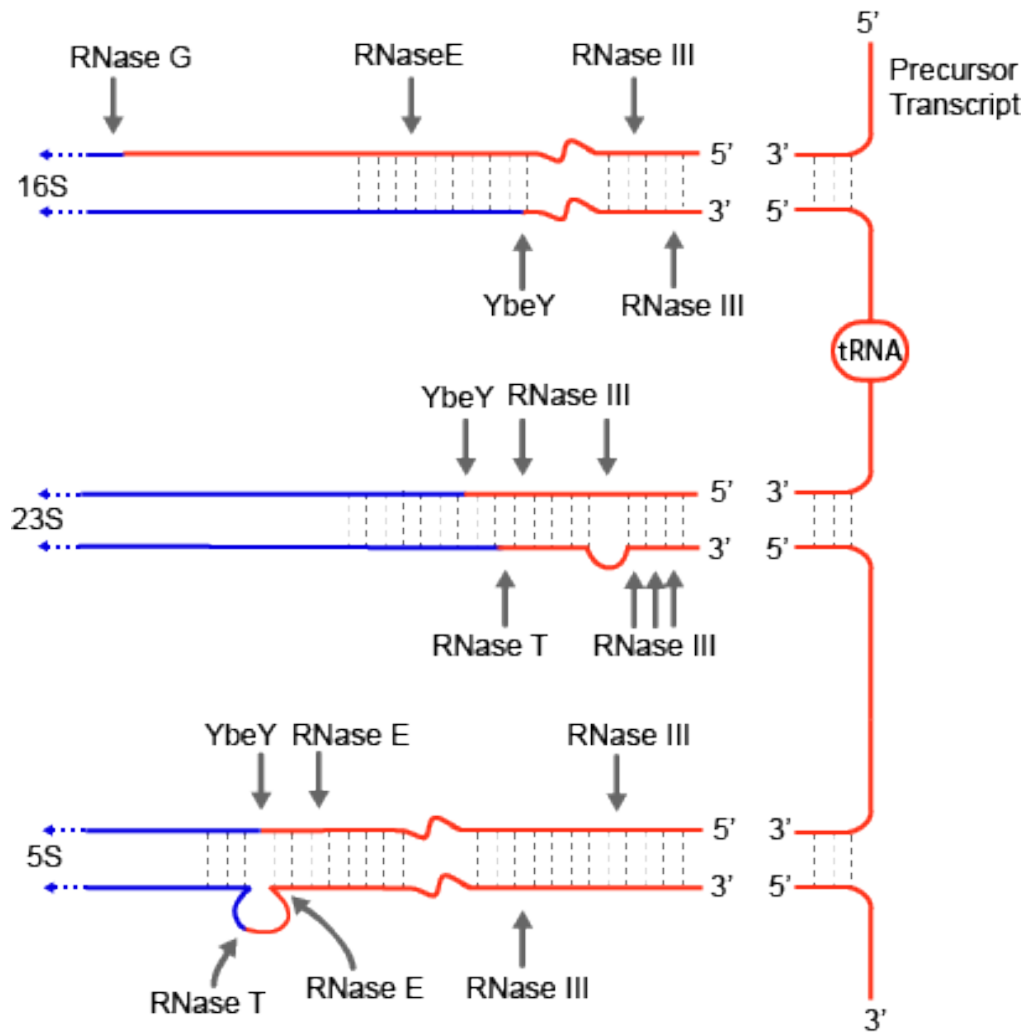 5’
RNase G
RNaseE
RNase III
Precursor
Transcript
5’
3’
16S
3’
5’
YbeY
RNase III
tRNA
YbeY
RNase III
5’
3’
23S
3’
5’
RNase T
RNase III
YbeY
RNase E
RNase III
5’
3’
5S
3’
5’
RNase T
RNase E
RNase III
3’